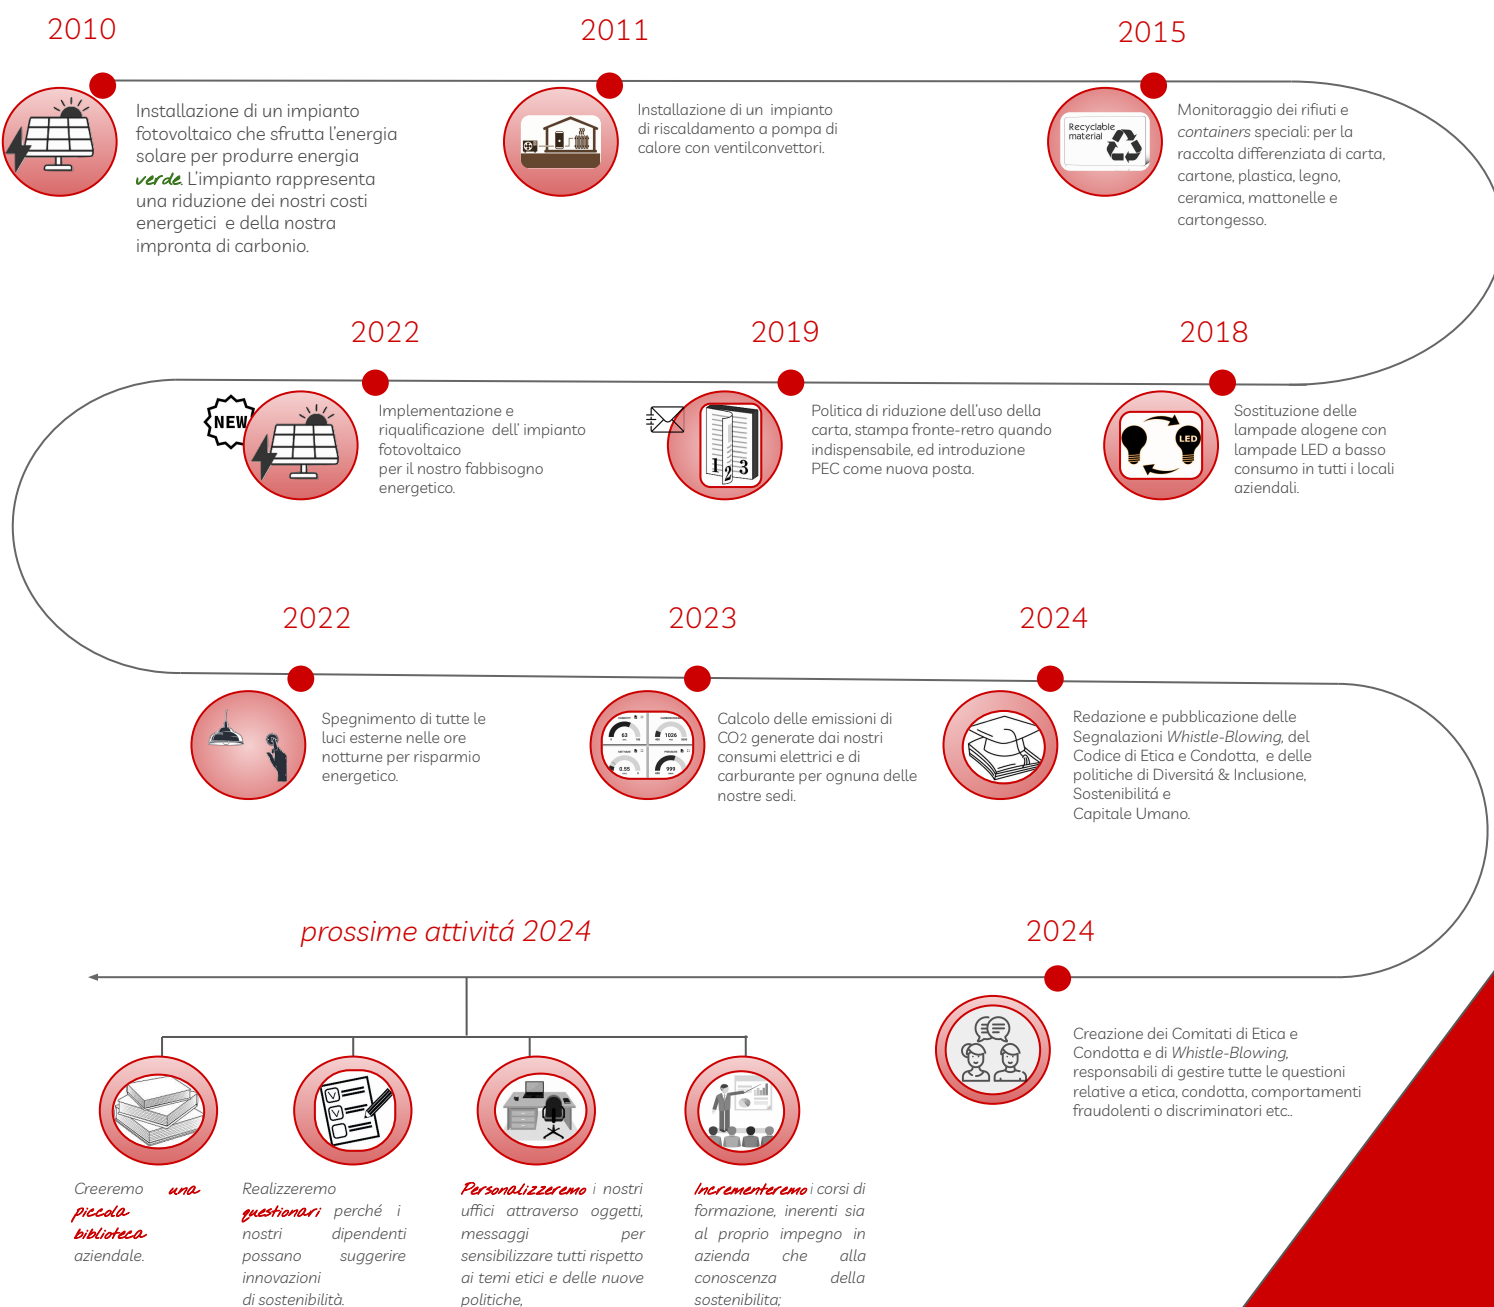 2010
2011
2015
Installazione di un impianto
fotovoltaico che sfrutta l'energia
solare per produrre energia
verde. L'impianto rappresenta
una riduzione dei nostri costi
energetici e della nostra
impronta di carbonio.
Installazione di un impianto
di riscaldamento a pompa di
calore con ventilconvettori.
Recyclable
material
Monitoraggio dei rifiuti e
containers speciali: per la
raccolta differenziata di carta,
cartone, plastica, legno,
ceramica, mattonelle e
cartongesso.
2022
2019
2018
NEW
Implementazione e
riqualificazione dell' impianto
fotovoltaico
per il nostro fabbisogno
energetico.
1 2 3
Politica di riduzione dell'uso della
carta, stampa fronte-retro quando
indispensabile, ed introduzione
PEC come nuova posta.
LED
Sostituzione delle
lampade alogene con
lampade LED a basso
consumo in tutti i locali
aziendali.
2022
2023
2024
Spegnimento di tutte le
luci esterne nelle ore
notturne per risparmio
energetico.
63
1026
0.55
999
Calcolo delle emissioni di
CO2 generate dai nostri
consumi elettrici e di
carburante per ognuna delle
nostre sedi.
Redazione e pubblicazione delle
Segnalazioni Whistle-Blowing, del
Codice di Etica e Condotta, e delle
politiche di Diversitá & Inclusione,
Sostenibilitá e
Capitale Umano.
prossime attivitá 2024
2024
Creazione dei Comitati di Etica e
Condotta e di Whistle-Blowing,
responsabili di gestire tutte le questioni
relative a etica, condotta, comportamenti
fraudolenti o discriminatori etc..
Creeremo una
piccola
biblioteca
aziendale.
Realizzeremo
questionari perché i
nostri dipendenti
possano suggerire
innovazioni
di sostenibilità.
Personalizzeremo i nostri
uffici attraverso oggetti,
messaggi per
sensibilizzare tutti rispetto
ai temi etici e delle nuove
politiche,
Incrementeremo i corsi di
formazione, inerenti sia
al proprio impegno in
azienda che alla
conoscenza della
sostenibilita;